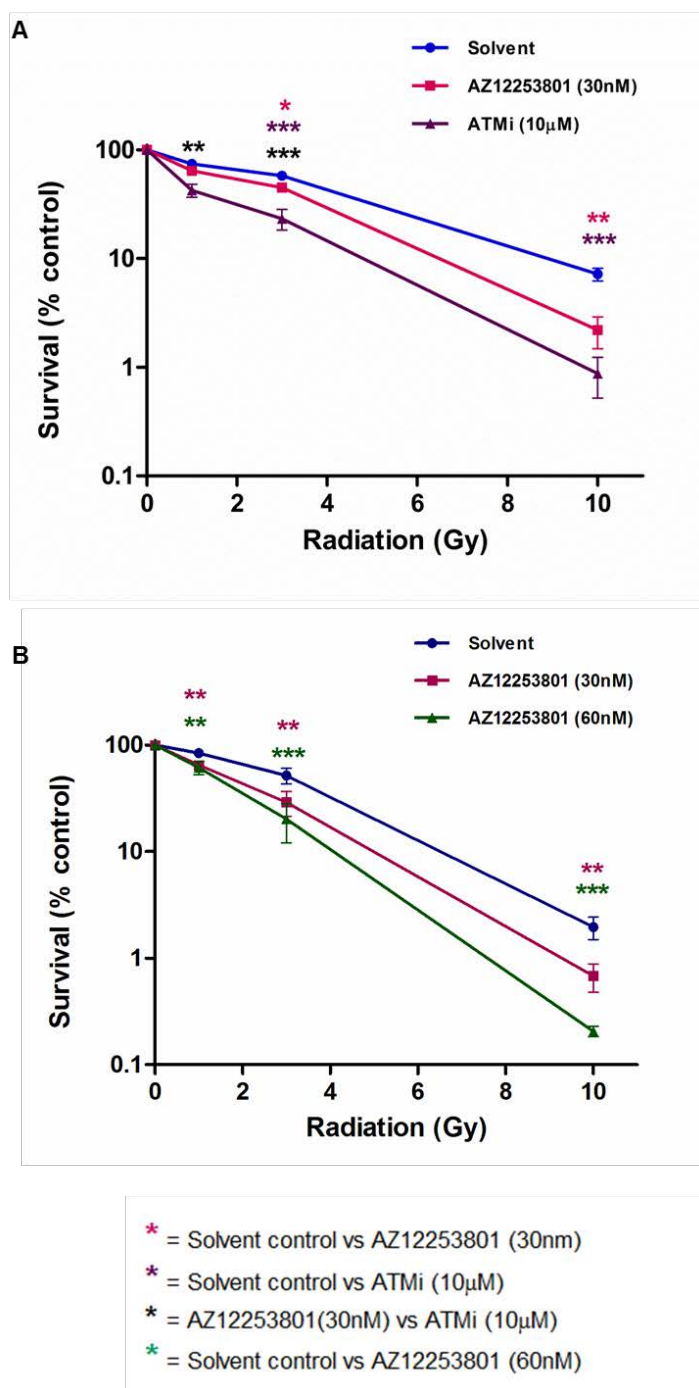 A
Solvent
AZ12253801 (30nM)
ATMi (10μM)
*
***
**
***
**
***
100
10
1
0.1
Survival (% control)
0 2 4 6 8 10
Radiation (Gy)
B
Solvent
AZ12253801 (30nM)
AZ12253801 (60nM)
**
**
**
***
**
***
100
10
1
0.1
Survival (% control)
0 2 4 6 8 10
Radiation (Gy)
* = Solvent control vs AZ12253801 (30nm)
* = Solvent control vs ATMi (10μM)
* = AZ12253801(30nM) vs ATMi (10μM)
* = Solvent control vs AZ12253801 (60nM)